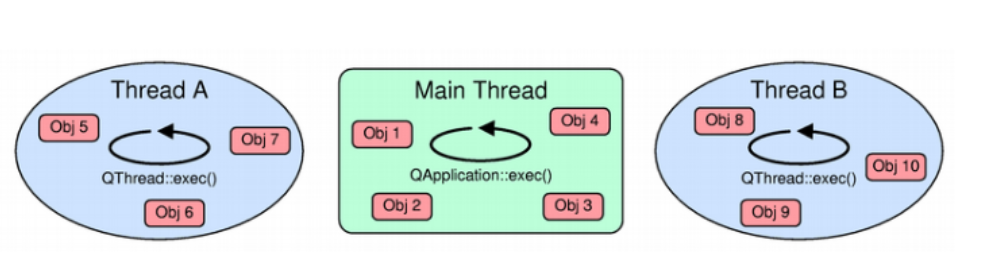 Thread A
Obj 5
Obj 7
QThread::exec()
Obj 6
Main Thread
Obj 1
Obj 4
QApplication::exec()
Obj 2
Obj 3
Thread B
Obj 8
Obj 10
QThread::exec()
Obj 9